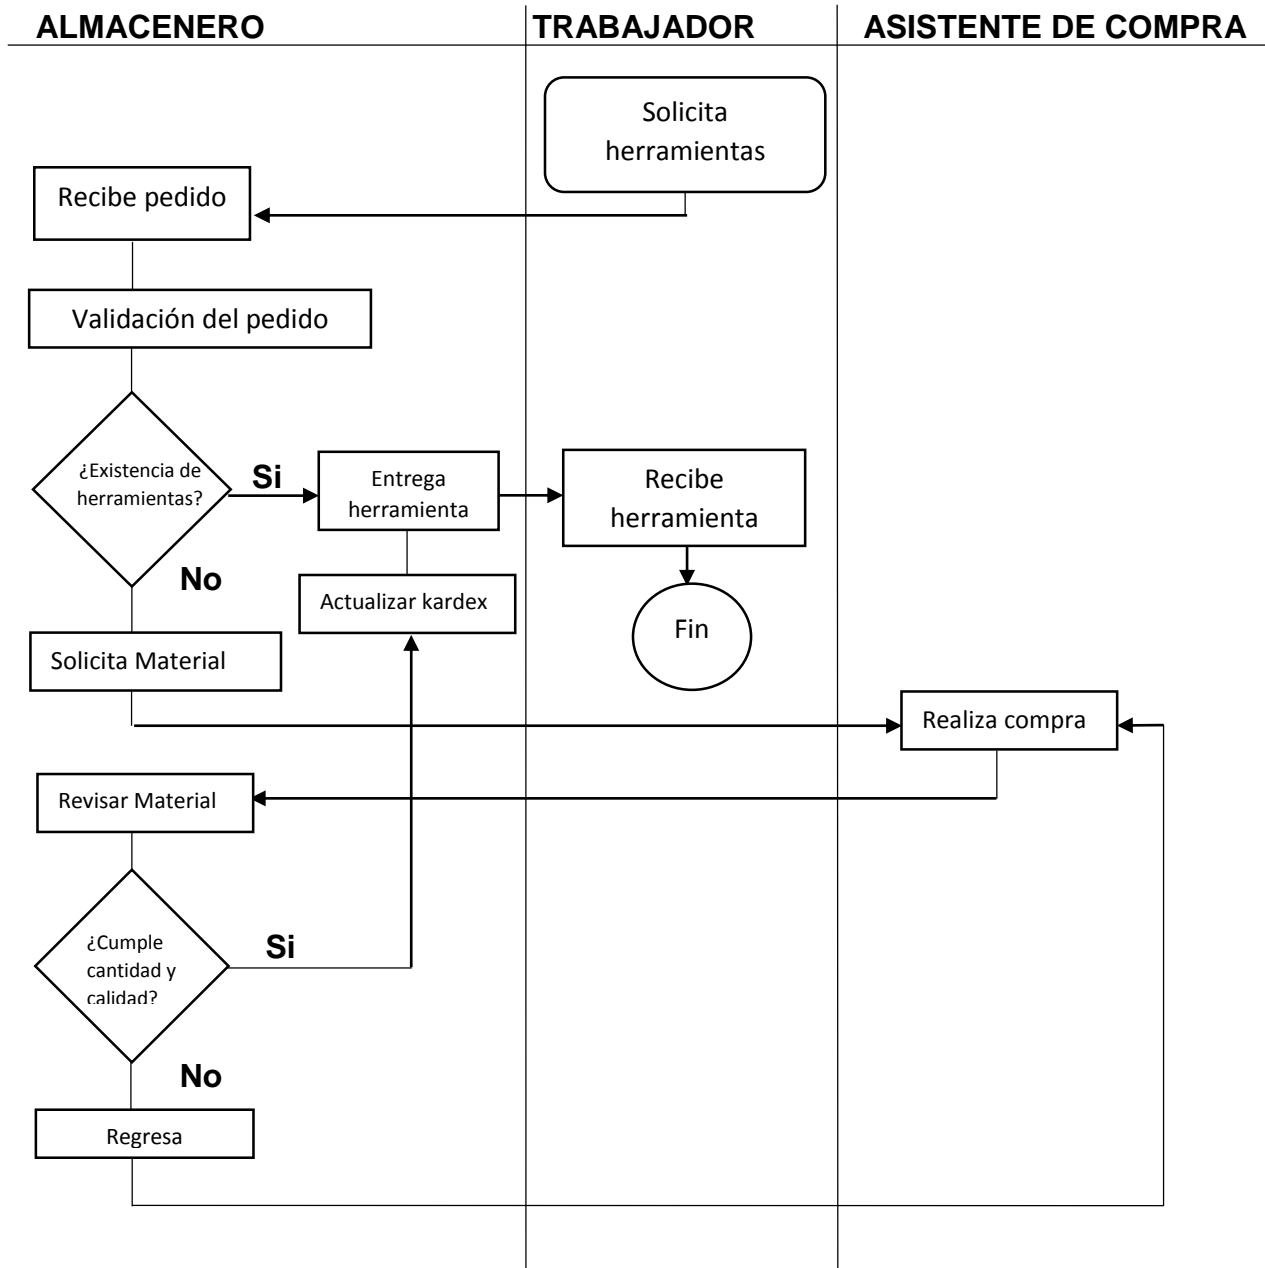 ALMACENERO
TRABAJADOR
ASISTENTE DE COMPRA
Solicita
herramientas
Recibe pedido
Validación del pedido
¿Existencia de
herramientas?
Si
Entrega
herramienta
Recibe
herramienta
No
Actualizar kardex
Fin
Solicita Material
Realiza compra
Revisar Material
¿Cumple
cantidad y
calidad?
Si
No
Regresa